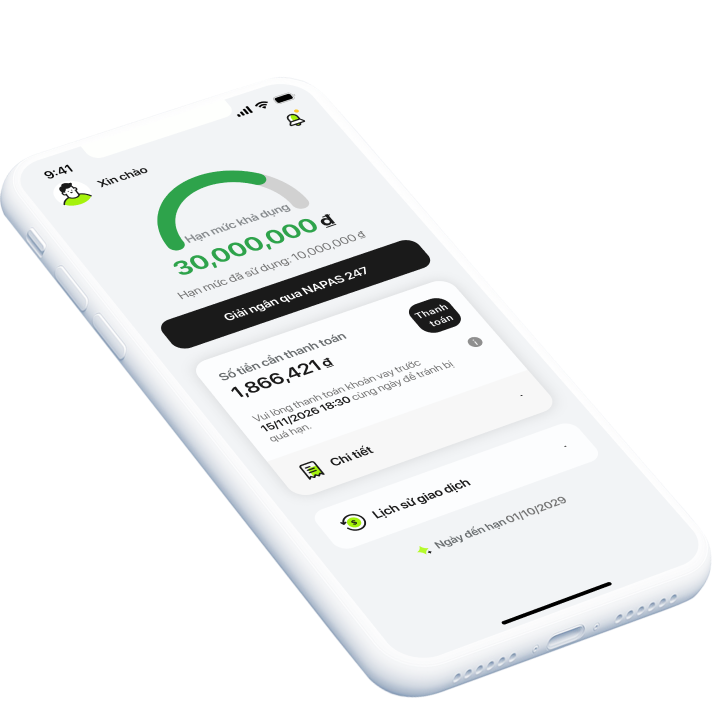 9:41
Xin chào
Hạn mức khả dụng
30,000,000 ₫
Hạn mức đã sử dụng: 10,000,000 ₫
Giải ngân qua NAPAS 247
Số tiền cần thanh toán
1,866,421 ₫
Thanh
toán
Vui lòng thanh toán khoản vay trước
15/11/2026 18:30 cùng ngày để tránh bị
quá hạn.
Chi tiết
Lịch sử giao dịch
Ngày đến hạn 01/10/2029